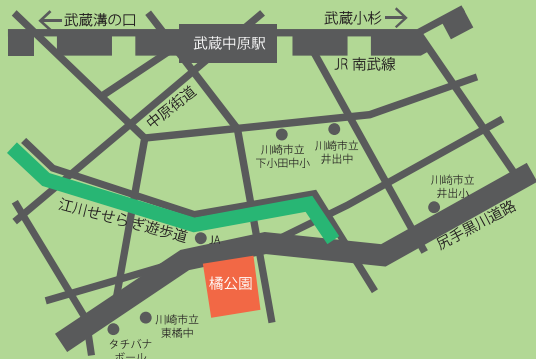 武蔵溝の口
武蔵小杉
武蔵中原駅
JR 南武線
中原街道
川崎市立
下小田中小
川崎市立
井出中
川崎市立
井出小
江川せせらぎ遊歩道
JA
尻手黒川道路
橘公園
川崎市立
東橘中
タチバナ
ボール